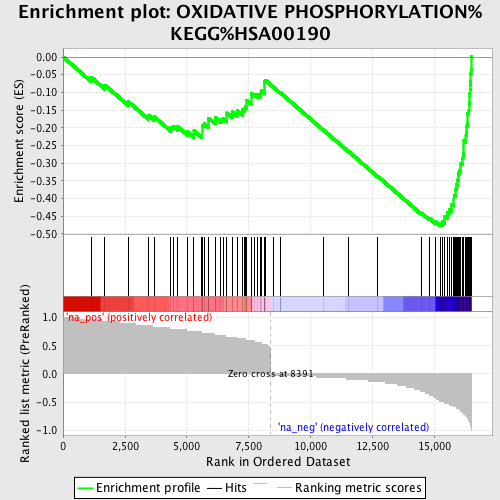 Enrichment plot: OXIDATIVE PHOSPHORYLATION%
KEGG%HSA00190
Enrichment score (ES)
0.00
-0.05
-0.10
-0.15
-0.20
-0.25
-0.30
-0.35
-0.40
-0.45
-0.50
Ranked list metric (PreRanked)
1.0
0.5
0.0
-0.5
-1.0
'na_pos' (positively correlated)
Zero cross at 8391
'na_neg' (negatively correlated)
0
2,500
5,000
7,500
10,000
12,500
15,000
Rank in Ordered Dataset
Enrichment profile
Hits
Ranking metric scores